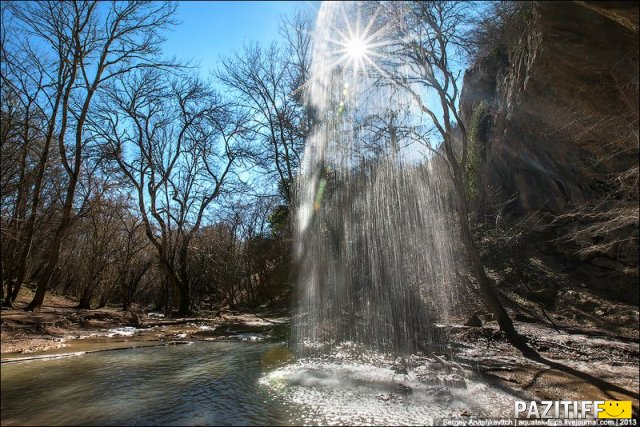 PAZITIFF
Sergey Anashkevitch | aquatek-filips.livejournal.com | 2013